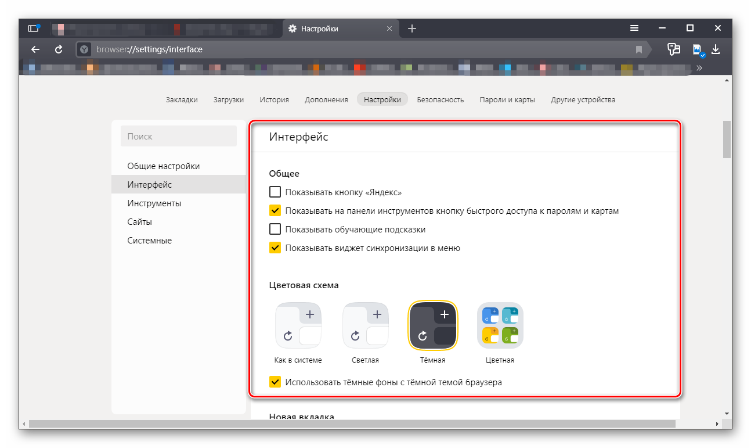 Настройки
browser://settings/interface
Закладки Загрузки История Дополнения Настройки Безопасность Пароли и карты Другие устройства
Поиск
Общие настройки
Интерфейс
Инструменты
Сайты
Системные
Интерфейс
Общее
Показывать кнопку «Яндекс»
Показывать на панели инструментов кнопку быстрого доступа к паролям и картам
Показывать обучающие подсказки
Показывать виджет синхронизации в меню
Цветовая схема
Как в системе Светлая Тёмная Цветная
Использовать тёмные фоны с тёмной темой браузера
Новая вкладка